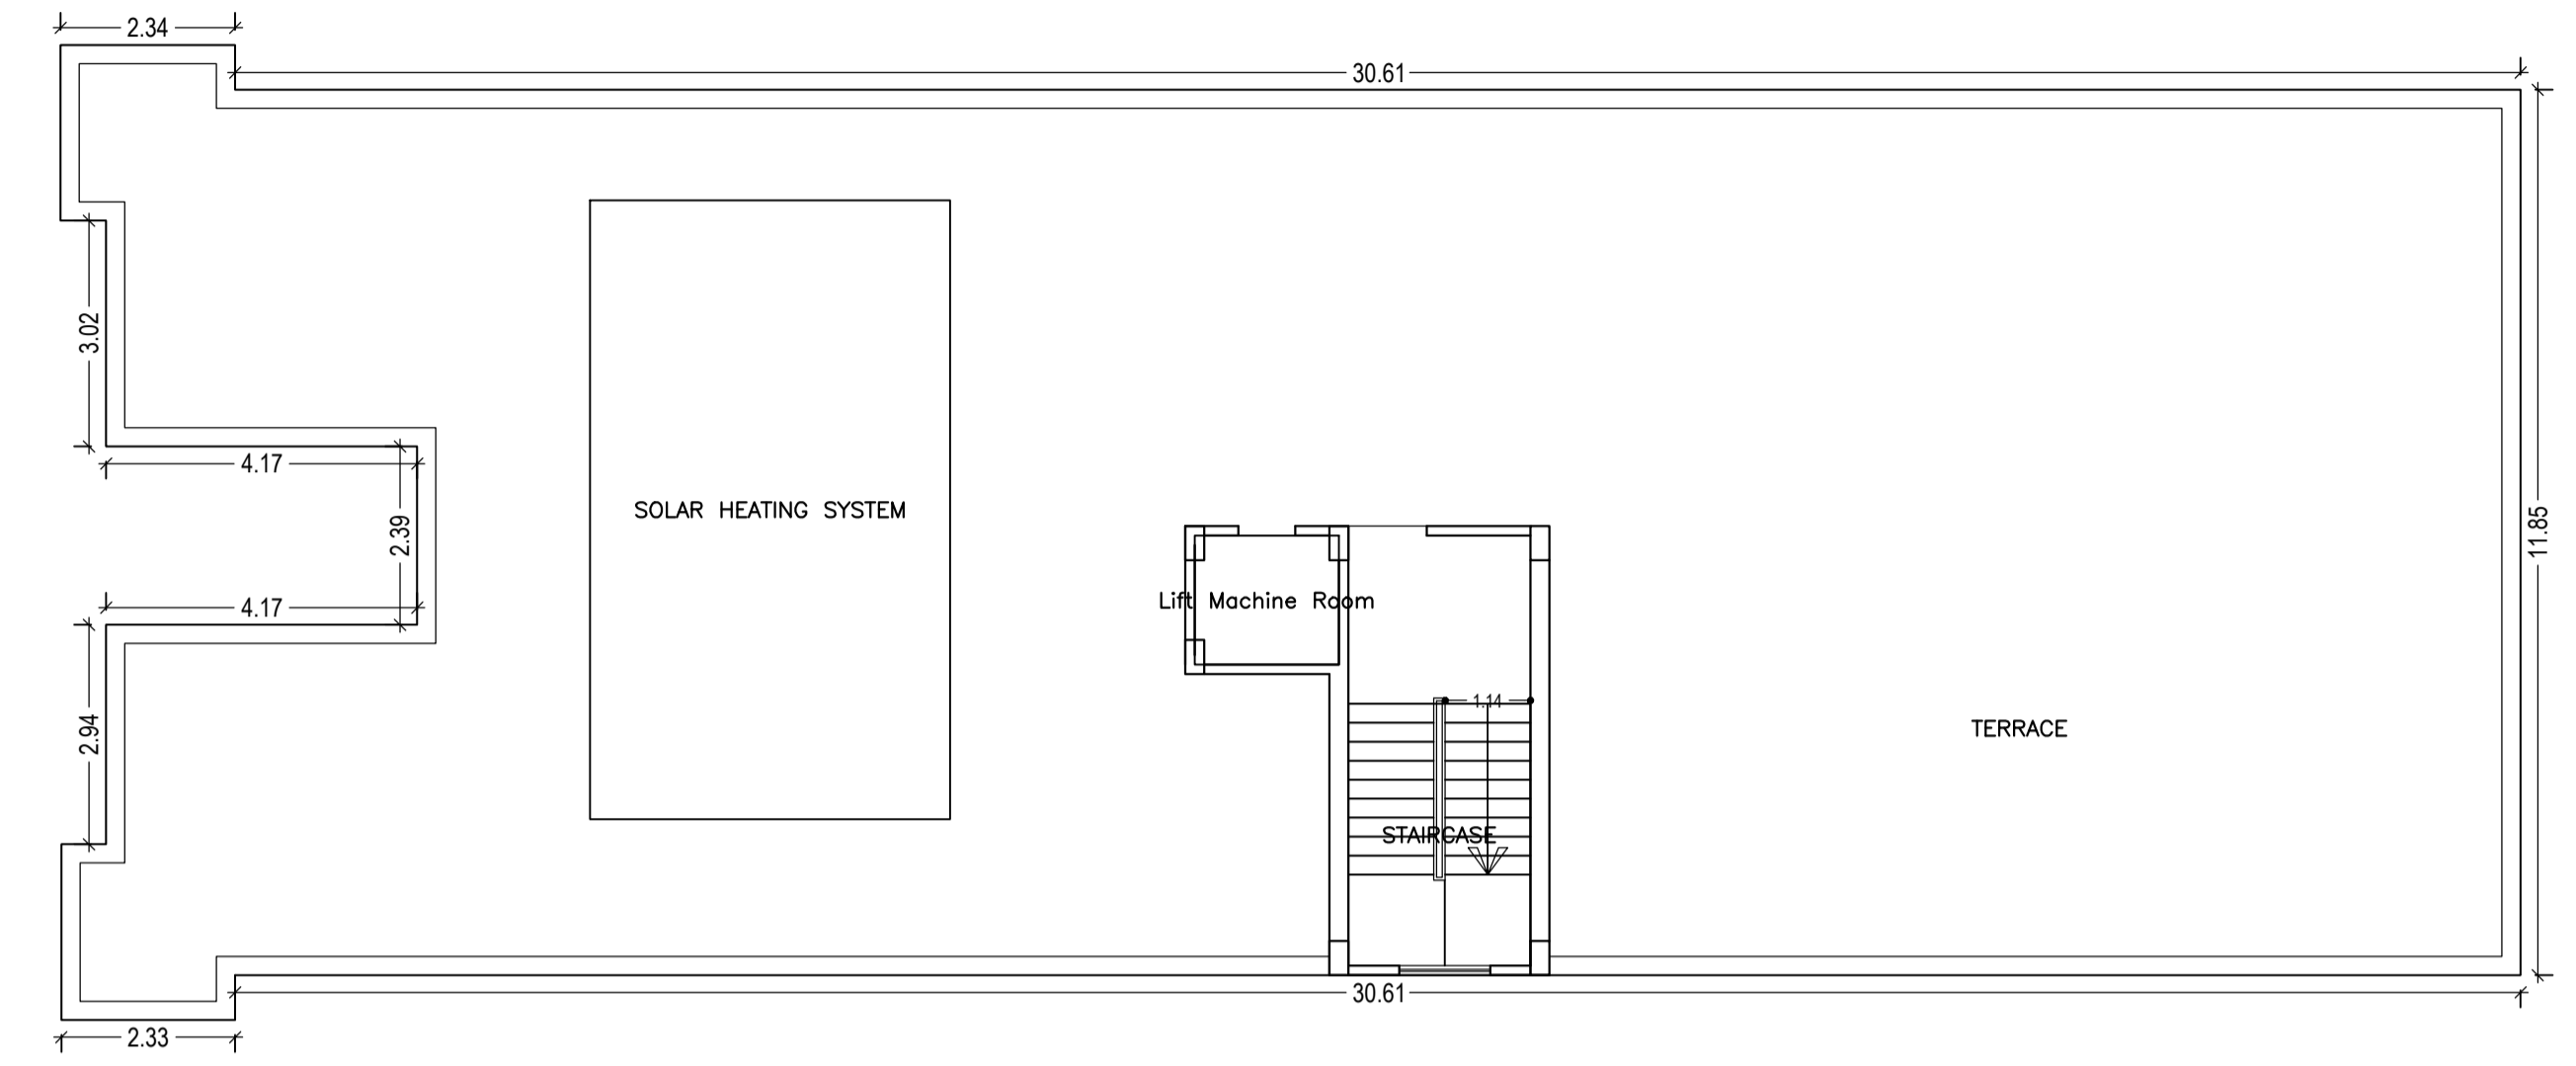 2.34
30.61
3.02
4.17
2.39
SOLAR HEATING SYSTEM
11.85
4.17
Lift Machine Room
2.94
1.14
TERRACE
STAIRCASE
30.61
2.33